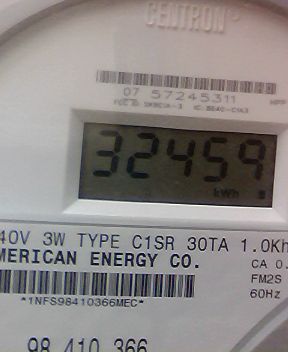 CENTRON
07 57245311
32459
kWh
40V 3W TYPE C1SR 30TA 1.0Kh
MERICAN ENERGY CO.
CA 0.
FM2S
60Hz
*1NFS98410366MEC*
98 410 366